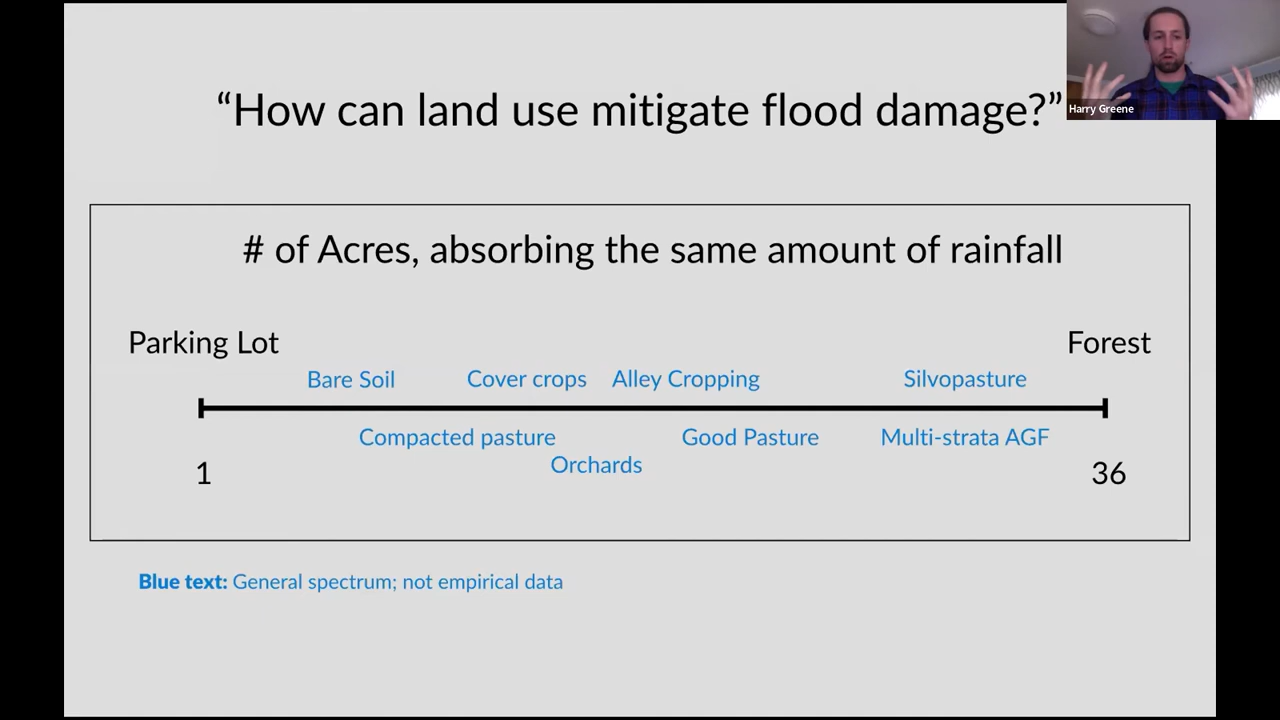 “How can land use mitigate flood damage?”
Harry Greene
# of Acres, absorbing the same amount of rainfall
Parking Lot
Forest
Bare Soil
Cover crops
Alley Cropping
Silvopasture
Compacted pasture
Good Pasture
Multi-strata AGF
Orchards
1
36
Blue text: General spectrum; not empirical data